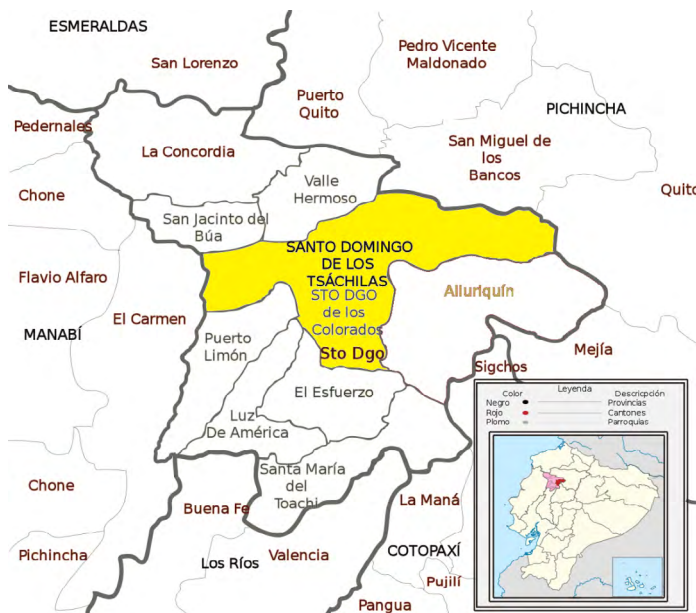 ESMERALDAS
San Lorenzo
Pedro Vicente
Maldonado
Puerto
Quito
PICHINCHA
Pedernales
La Concordia
San Miguel de
los
Bancos
Valle
Hermoso
Quito
Chone
San Jacinto del
Búa
SANTO DOMINGO
DE LOS
TSÁCHILAS
STO DGO
de los
Colorados
Sto Dgo
Alluriquín
Flavio Alfaro
El Carmen
MANABÍ
Puerto
Limón
Mejía
Sigchos
El Esfuerzo
Luz
De América
Santa María
del
Toachi
Chone
Buena Fe
La Maná
Pichincha
Los Ríos
Valencia
COTOPAXÍ
Pujilí
Pangua
Leyenda
Color Descricpción
Negro Provincias
Rojo Cantones
Plomo Parroquias